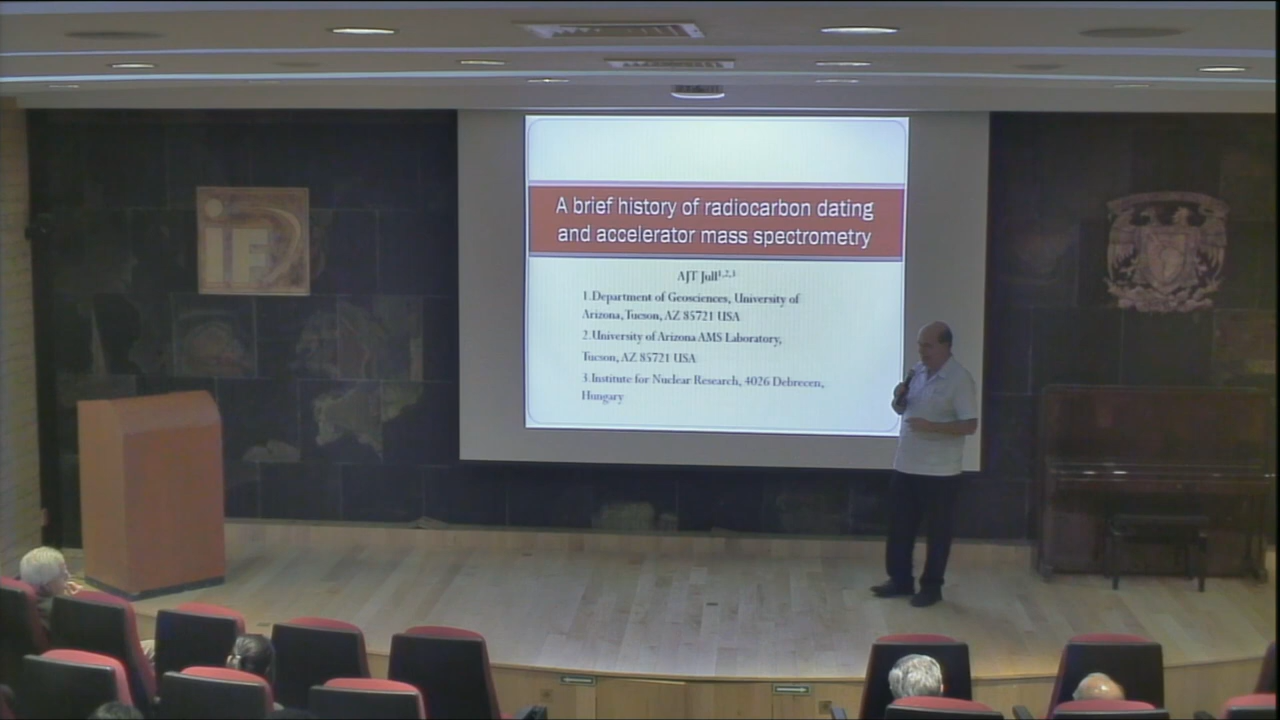 A brief history of radiocarbon dating
and accelerator mass spectrometry
AJT Jull1,2,3
1.Department of Geosciences, University of
Arizona, Tucson, AZ 85721 USA
2.University of Arizona AMS Laboratory,
Tucson, AZ 85721 USA
3.Institute for Nuclear Research, 4026 Debrecen,
Hungary
IF